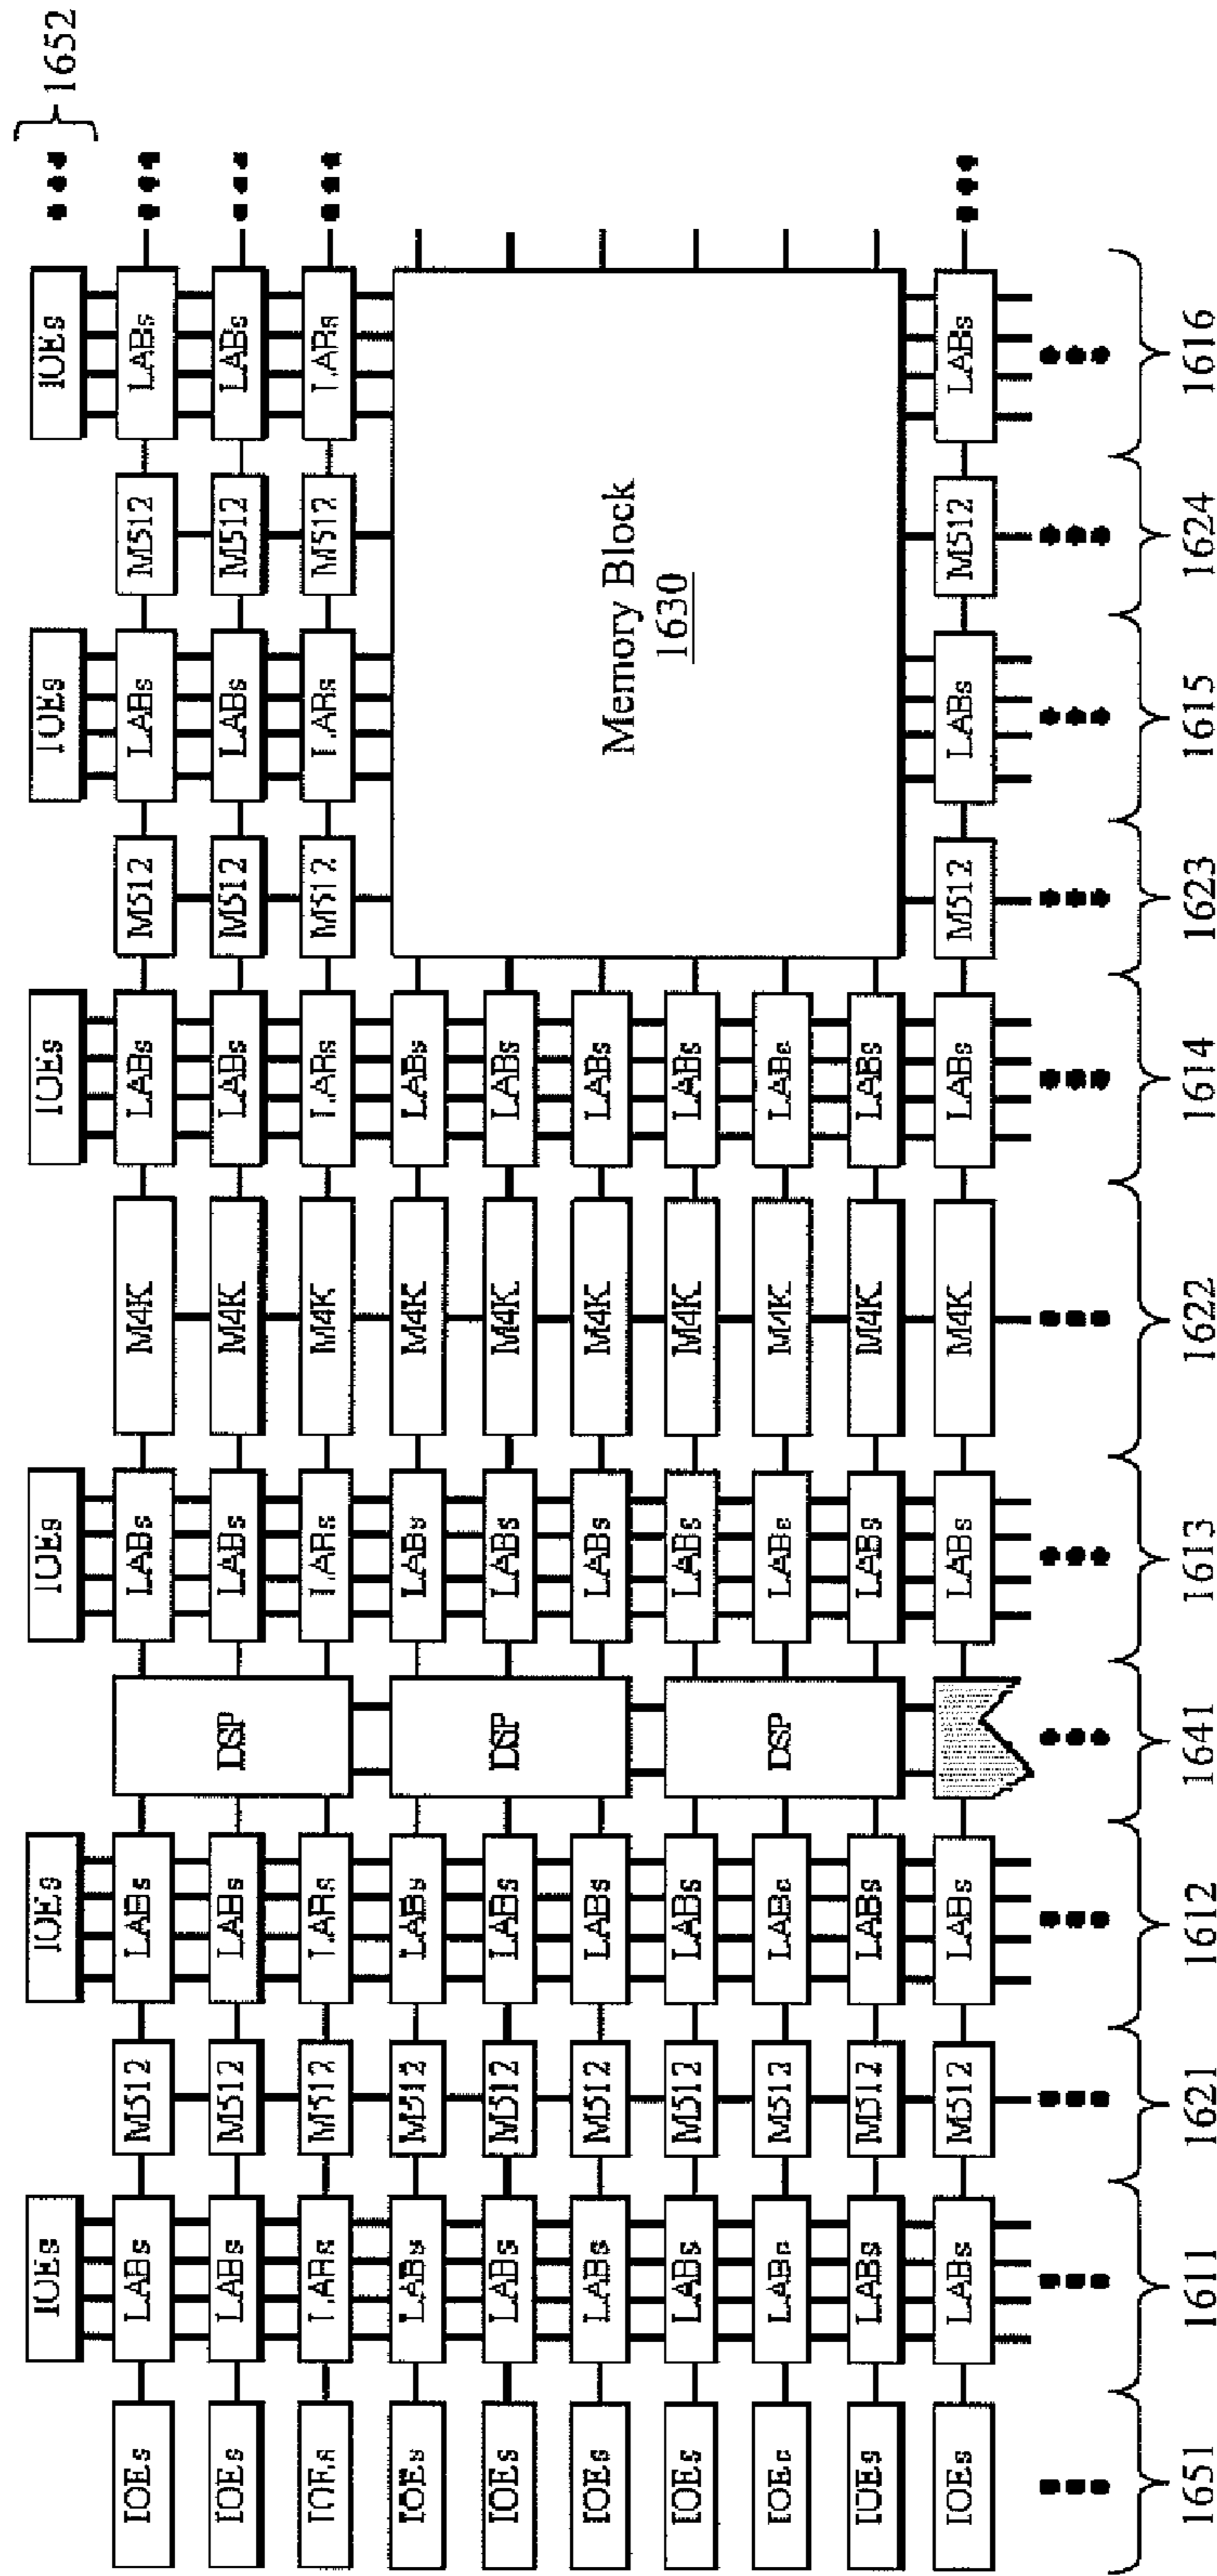 IOEs IOEs IOEs IOEs IOEs IOEs 1652
IOEs LABs M512 LABs LABs M4K LABs M512 LABs M512 LABs
IOEs LABs M512 LABs DSP LABs M4K LABs M512 LABs M512 LABs
IOEs LABs M512 LABs LABs M4K LABs M512 LABs M512 LABs
IOEs LABs M512 LABs LABs M4K LABs
IOEs LABs M512 LABs DSP LABs M4K LABs
IOEs LABs M512 LABs LABs M4K LABs Memory Block
IOEs LABs M512 LABs LABs M4K LABs 1630
IOEs LABs M512 LABs DSP LABs M4K LABs
IOEs LABs M512 LABs LABs M4K LABs
IOEs LABs M512 LABs LABs M4K LABs M512 LABs M512 LABs
1651 1611 1621 1612 1641 1613 1622 1614 1623 1615 1624 1616